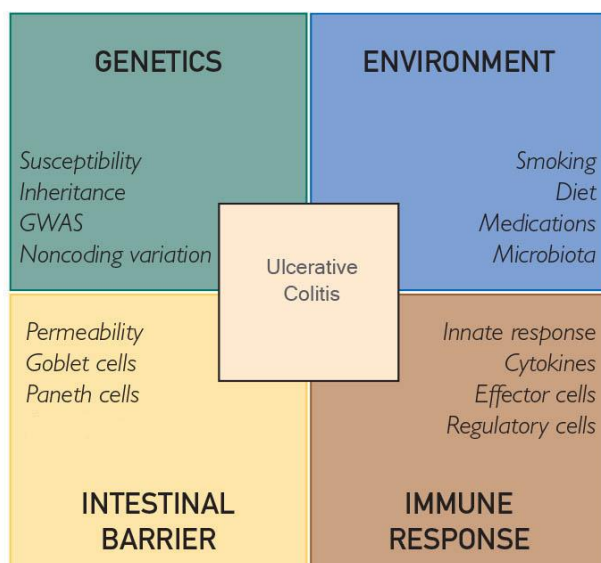 GENETICS
Susceptibility
Inheritance
GWAS
Noncoding variation
ENVIRONMENT
Smoking
Diet
Medications
Microbiota
Ulcerative
Colitis
Permeability
Goblet cells
Paneth cells
INTESTINAL
BARRIER
Innate response
Cytokines
Effector cells
Regulatory cells
IMMUNE
RESPONSE